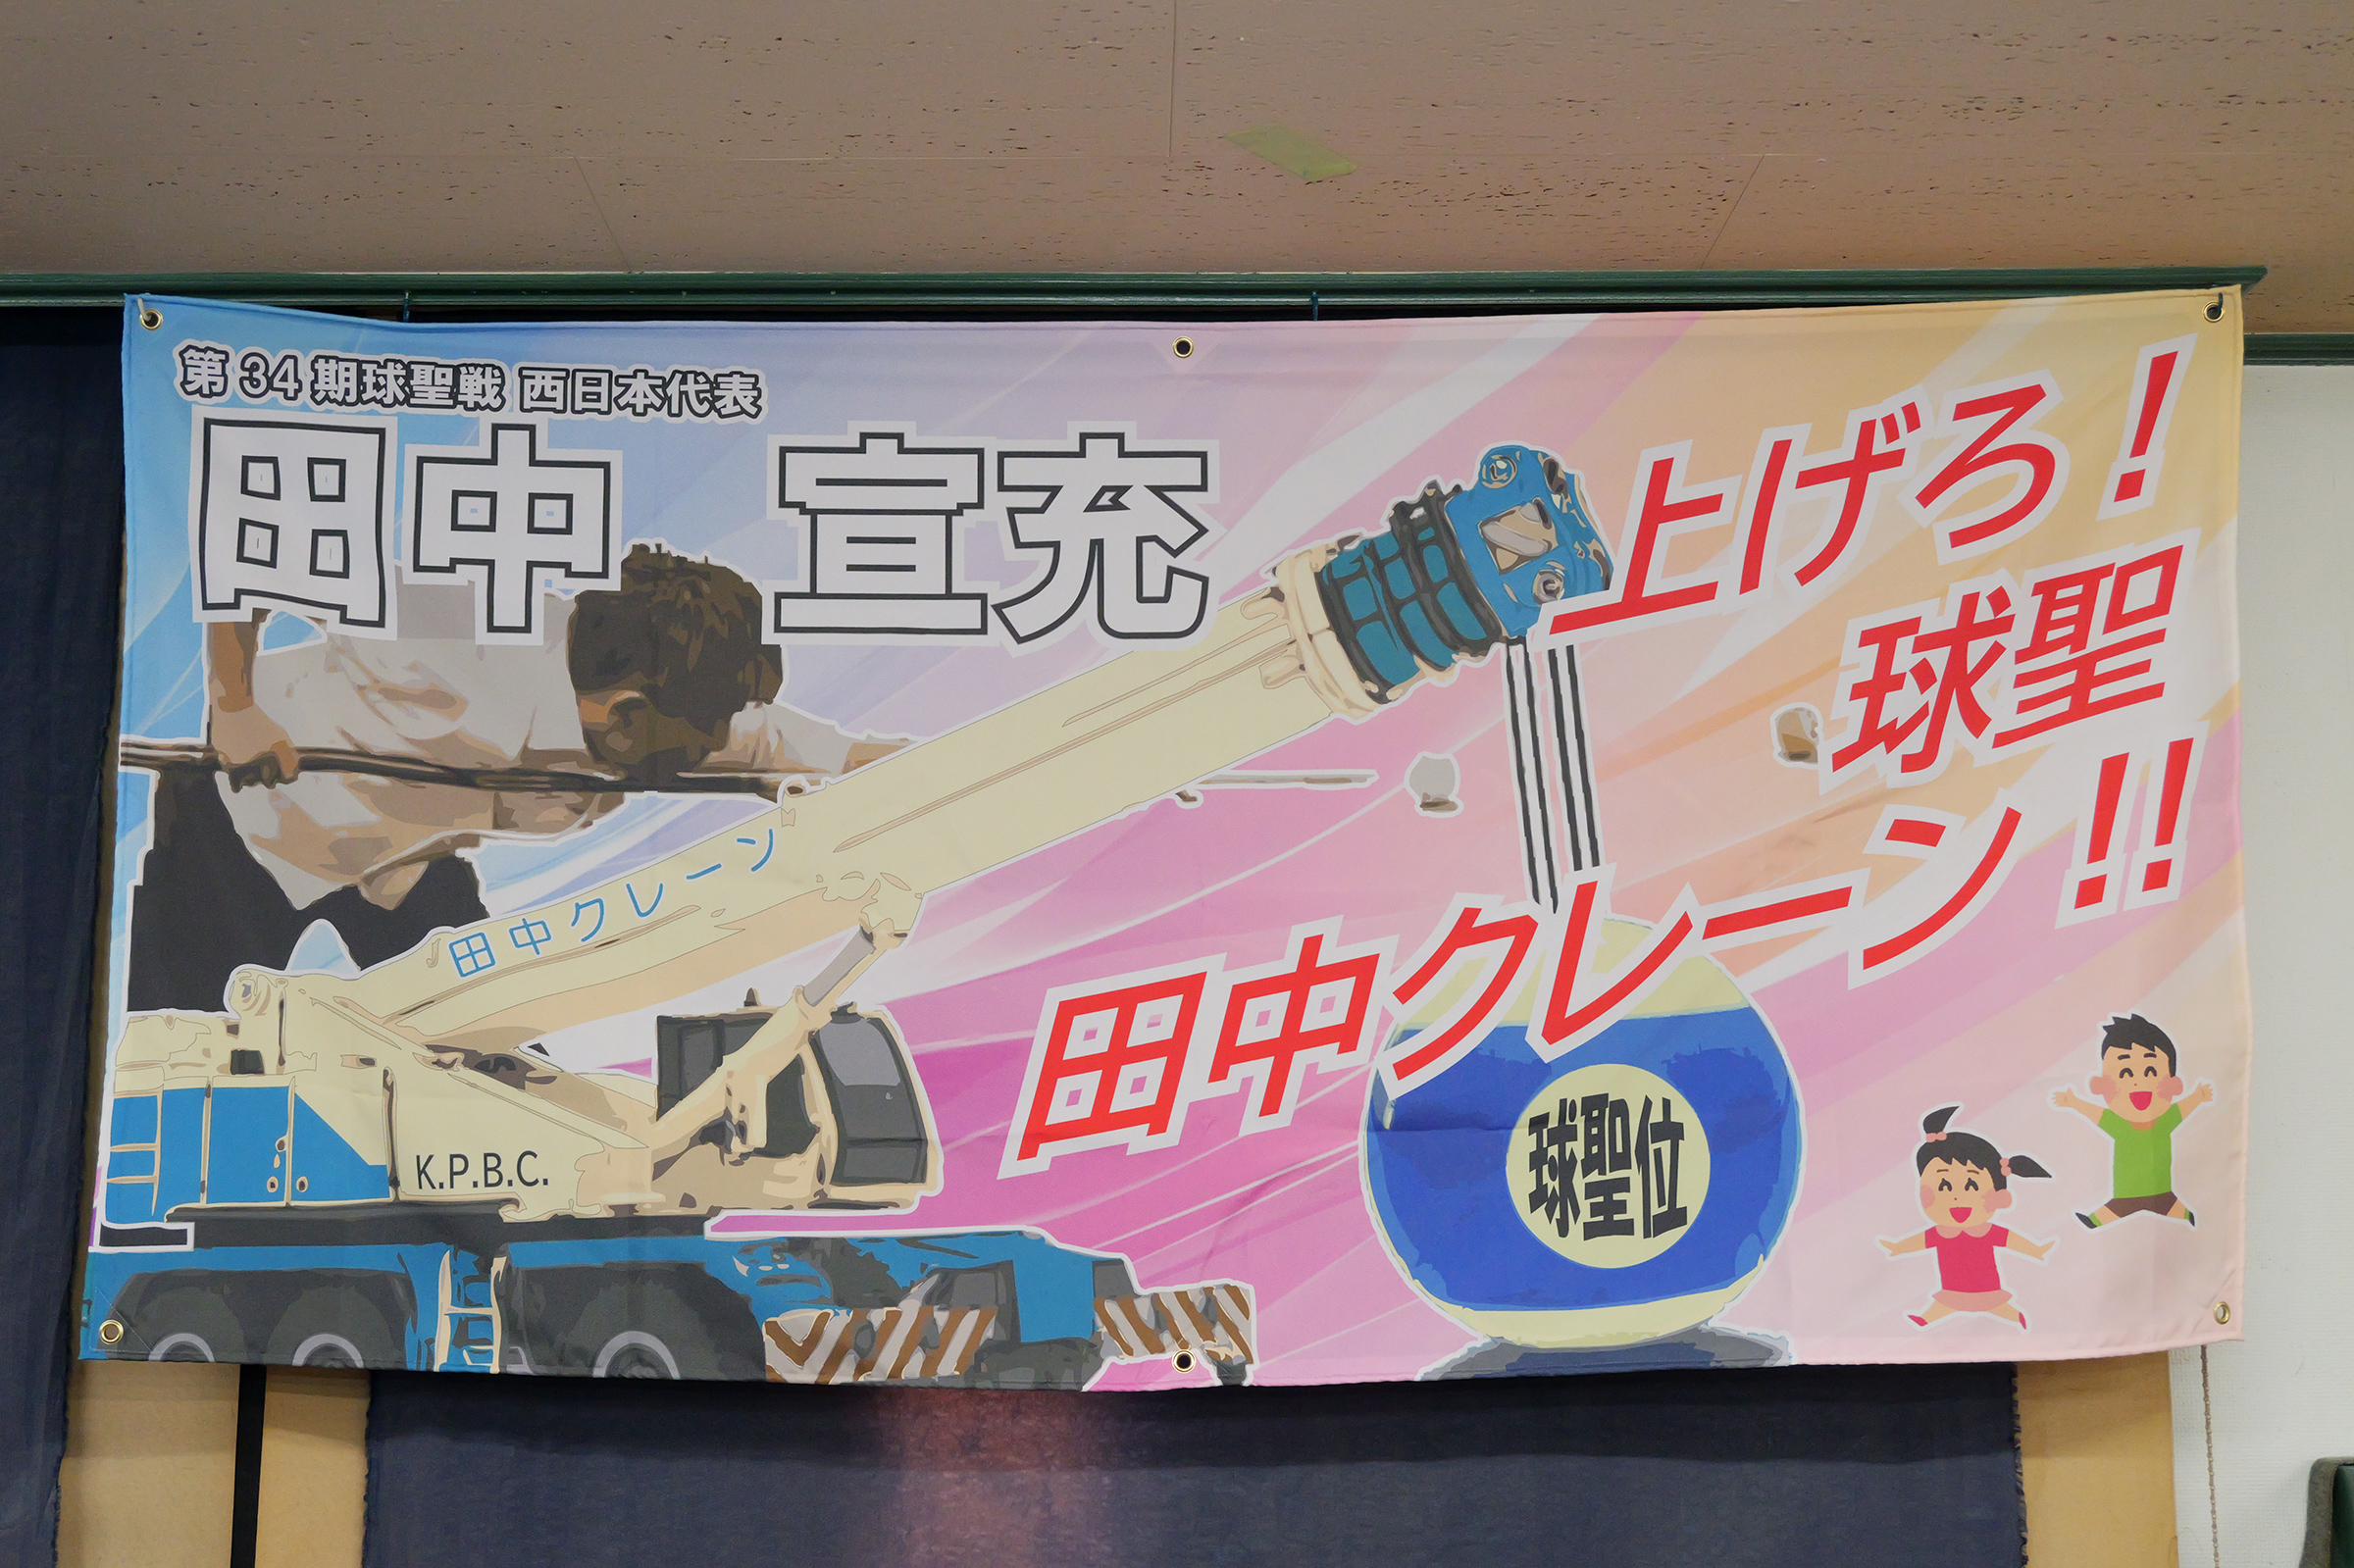 第34期球聖戦 西日本代表
田中 宣充
上げろ!
球聖
田中クレーン!!
田中クレーン
K.P.B.C.
球聖位